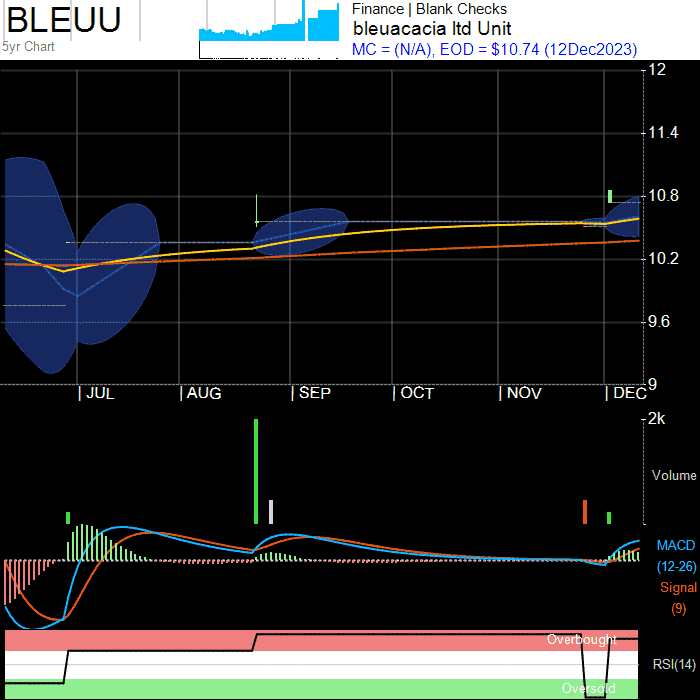 BLEUU
5yr Chart
Finance | Blank Checks
bleuacacia ltd Unit
MC = (N/A), EOD = $10.74 (12Dec2023)
12
11.4
10.8
10.2
9.6
9
| JUL | AUG | SEP | OCT | NOV | DEC
2k
Volume
MACD
(12-26)
Signal
(9)
Overbought
RSI(14)
Oversold